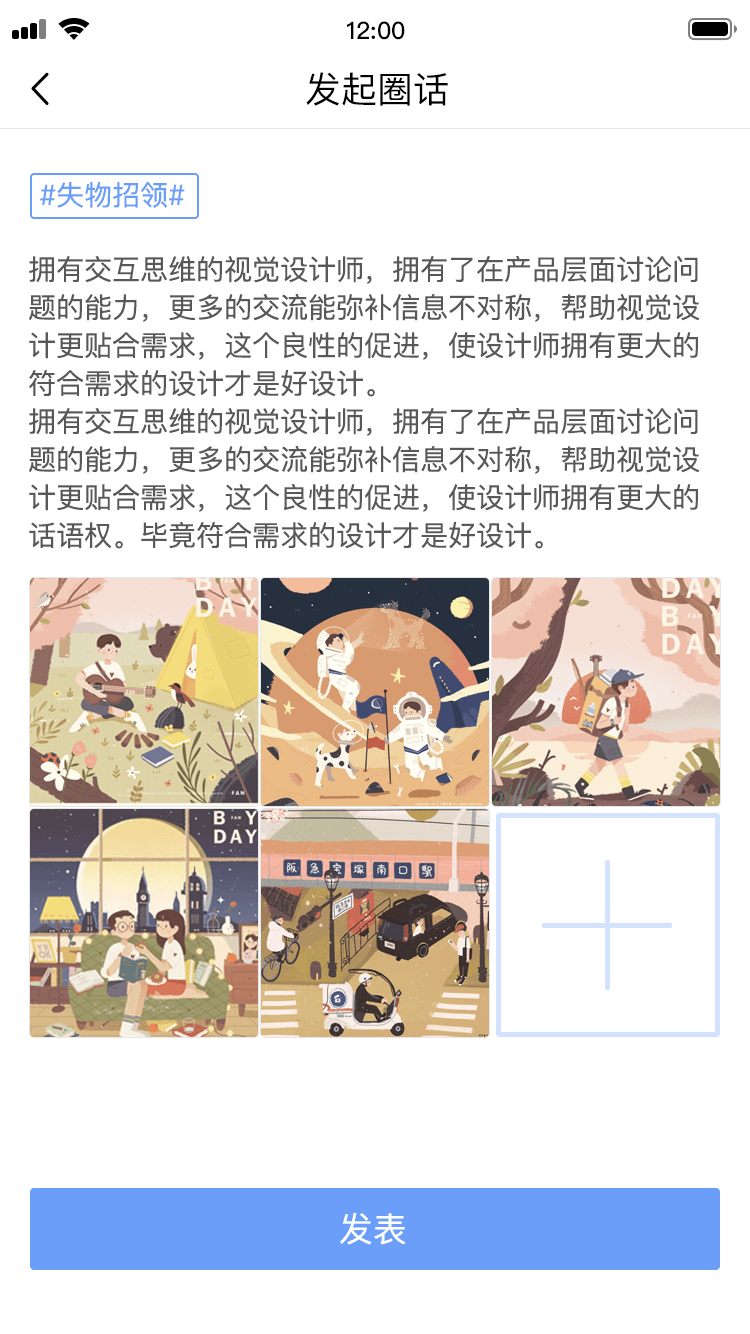 12:00
发起圈话
#失物招领#
拥有交互思维的视觉设计师，拥有了在产品层面讨论问
题的能力，更多的交流能弥补信息不对称，帮助视觉设
计更贴合需求，这个良性的促进，使设计师拥有更大的
符合需求的设计才是好设计。
拥有交互思维的视觉设计师，拥有了在产品层面讨论问
题的能力，更多的交流能弥补信息不对称，帮助视觉设
计更贴合需求，这个良性的促进，使设计师拥有更大的
话语权。毕竟符合需求的设计才是好设计。
DAY
FAN
DAY
FAN
DAY
FAN
DAY
阪急宝塚南口駅
发表